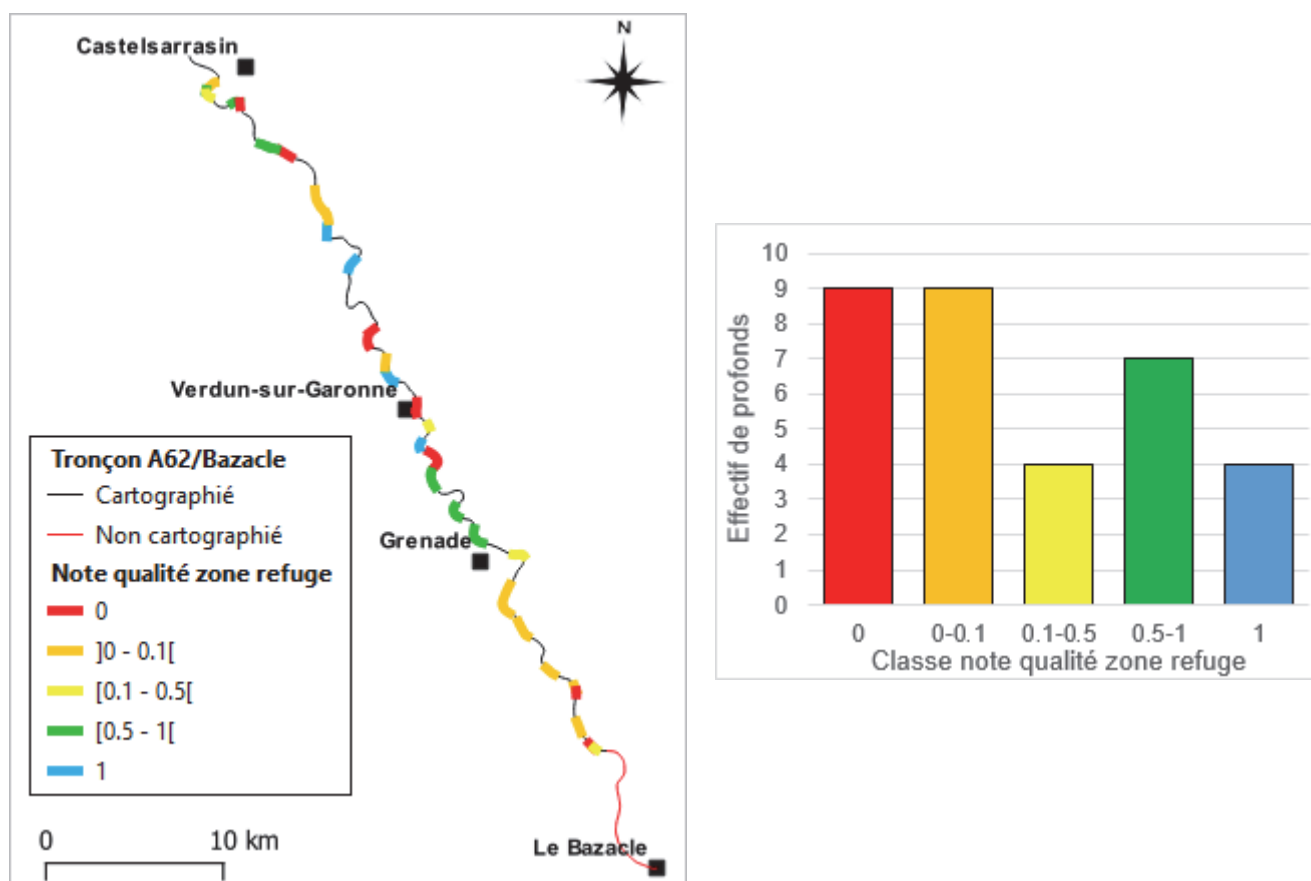 Castelsarrasin
N
Verdun-sur-Garonne
Tronçon A62/Bazacle
Cartographié
Non cartographié
Note qualité zone refuge
0
]0 - 0.1[
[0.1 - 0.5[
[0.5 - 1[
1
Grenade
Le Bazacle
0 10 km
Effectif de profonds
10
9
8
7
6
5
4
3
2
1
0
0 0-0.1 0.1-0.5 0.5-1 1
Classe note qualité zone refuge